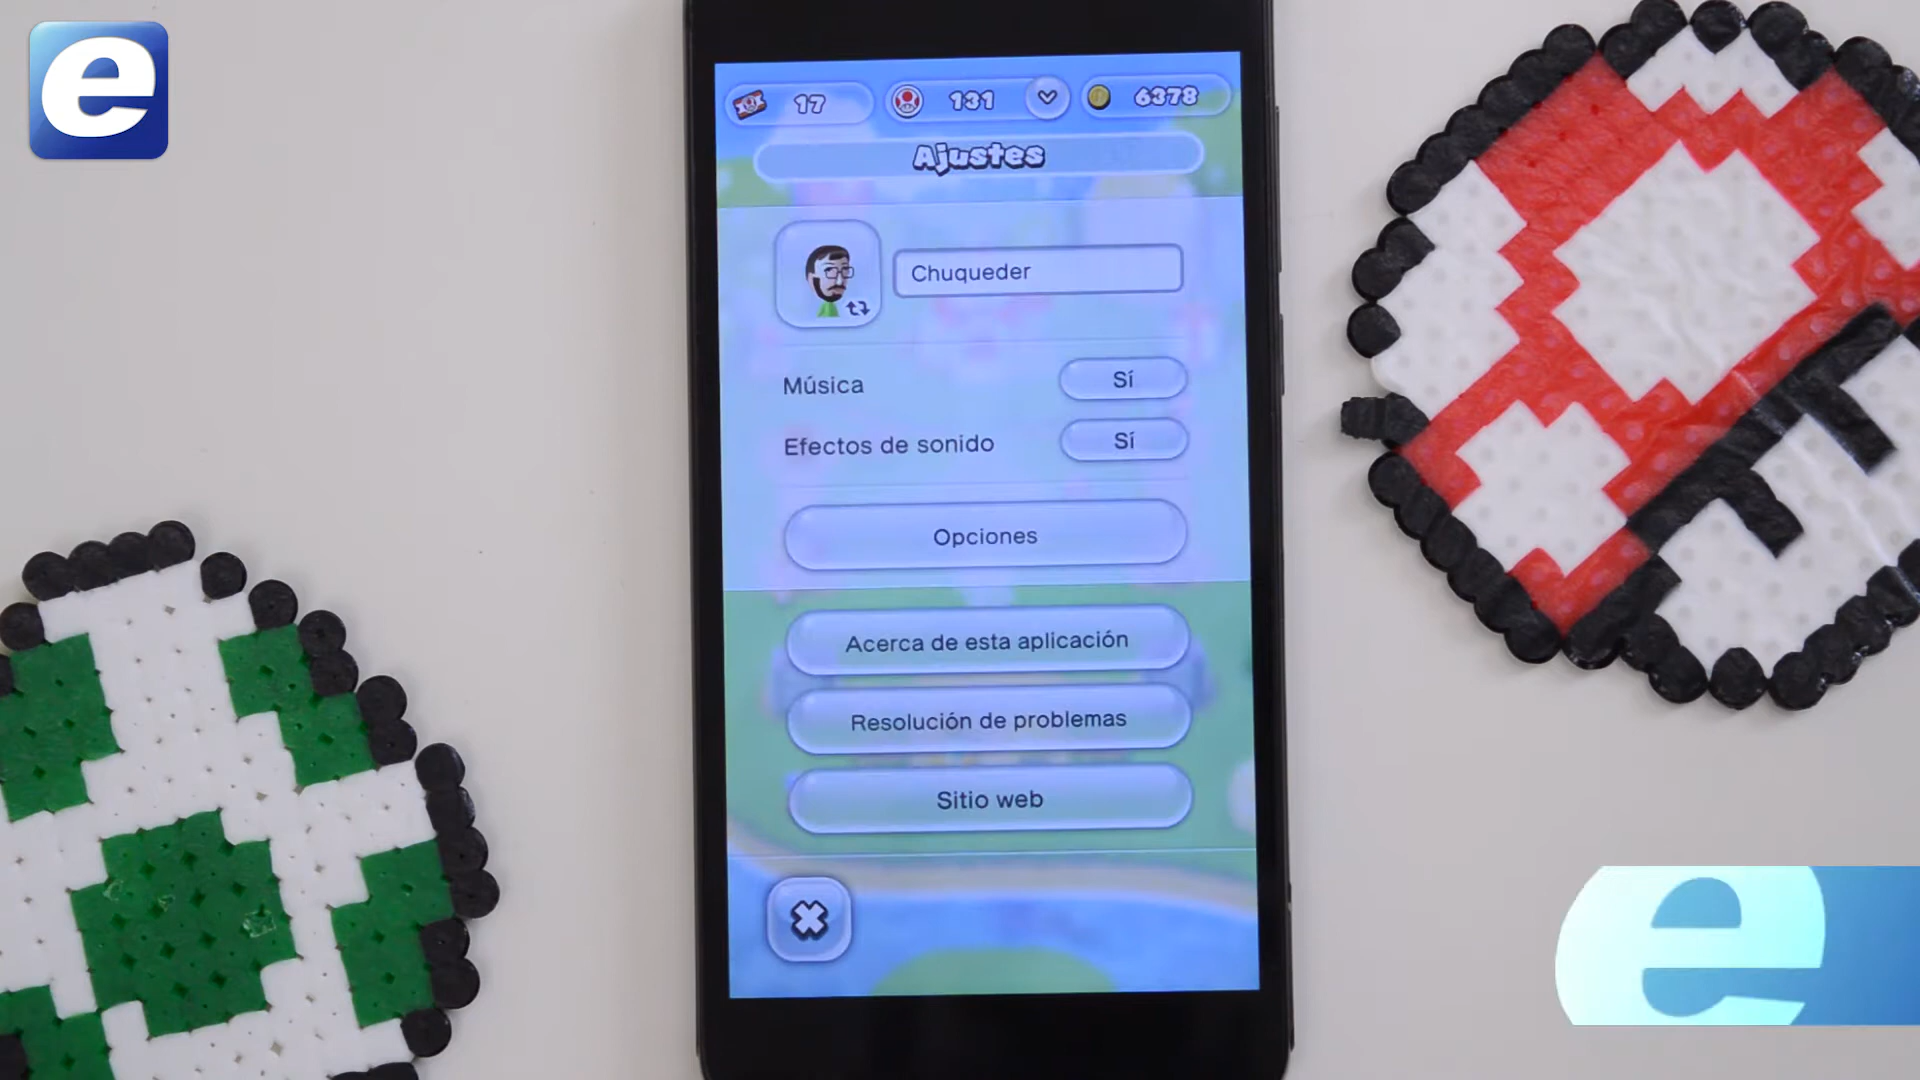 e
17
131
6378
Ajustes
Chuqueder
Música
Sí
Efectos de sonido
Sí
Opciones
Acerca de esta aplicación
Resolución de problemas
Sitio web
e